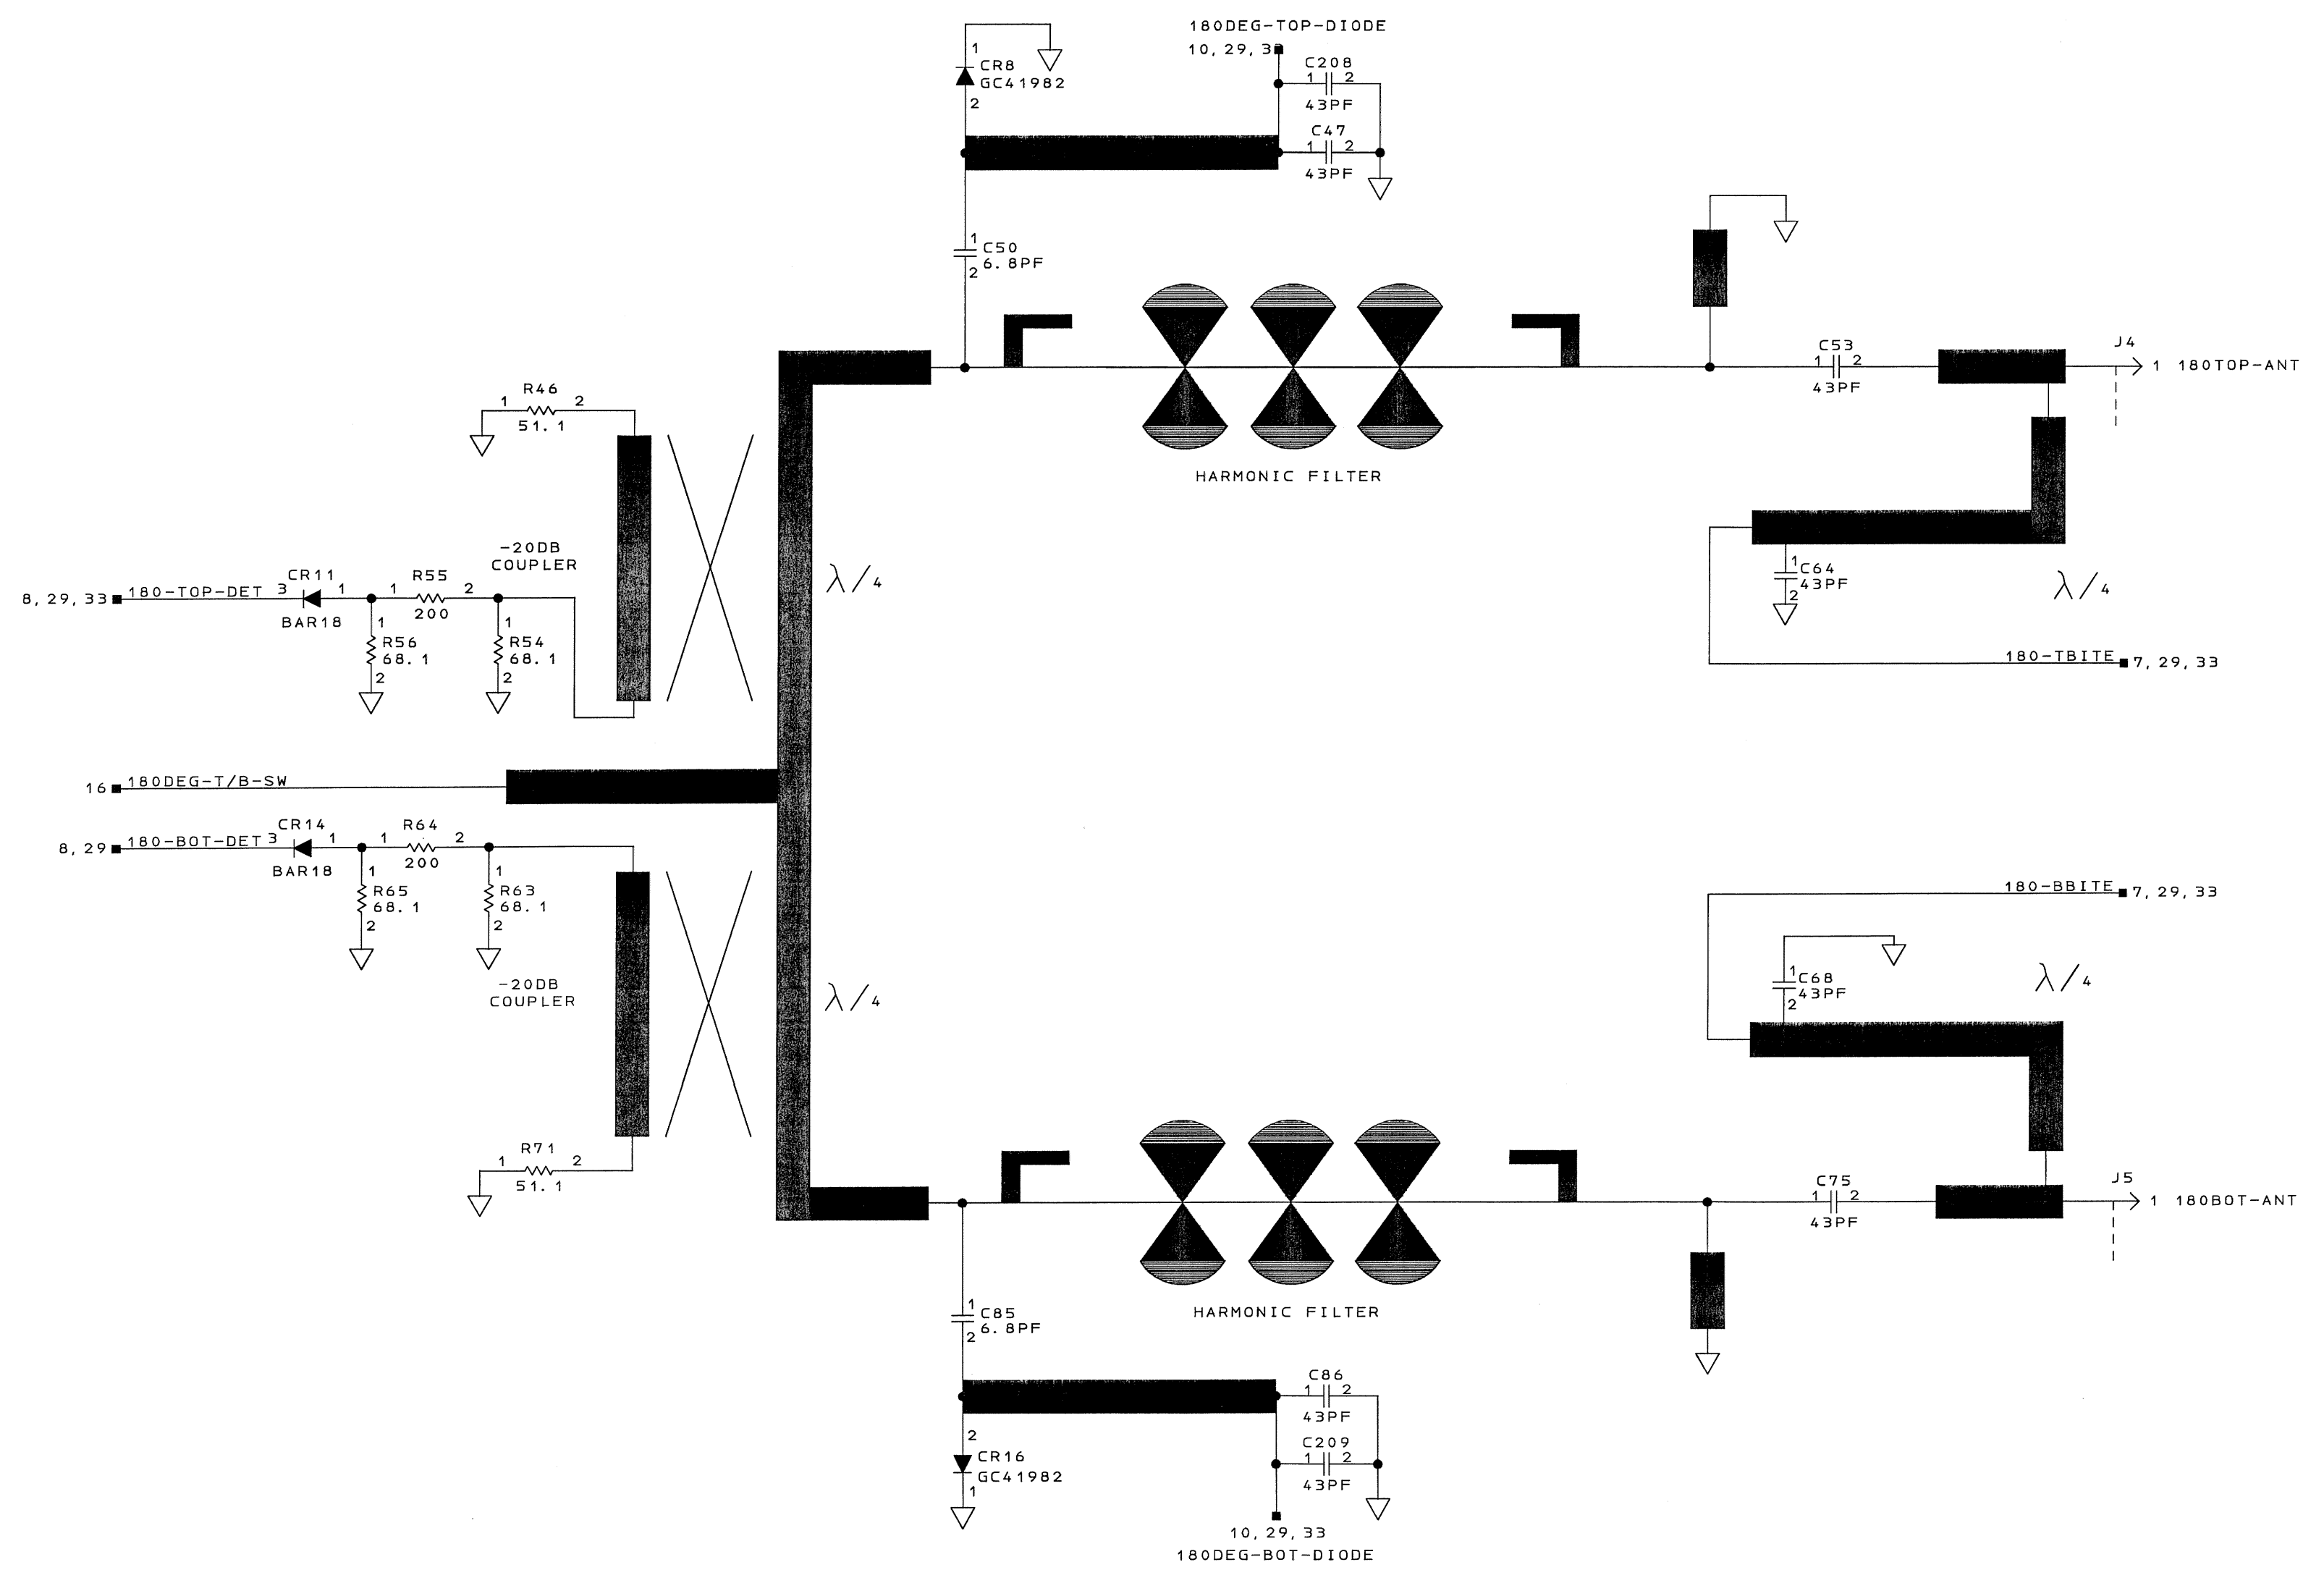 180DEG-TOP-DIODE
10, 29, 33
1
CR8
GC41982
2
C208
1 2
43PF
C47
1 2
43PF
1
C50
6.8PF
2
C53
1 2
43PF
J4
1 180TOP-ANT
R46
1 2
51.1
HARMONIC FILTER
-20DB
COUPLER
λ/4
8, 29, 33 180-TOP-DET 3
CR11
1
BAR18
R55
1 2
200
1
R56
68.1
2
1
R54
68.1
2
1
C64
43PF
2
λ/4
180-TBITE 7, 29, 33
16 180DEG-T/B-SW
8, 29 180-BOT-DET 3
CR14
1
BAR18
R64
1 2
200
1
R65
68.1
2
1
R63
68.1
2
-20DB
COUPLER
λ/4
180-BBITE 7, 29, 33
1
C68
43PF
2
λ/4
R71
1 2
51.1
C75
1 2
43PF
J5
1 180BOT-ANT
HARMONIC FILTER
1
C85
6.8PF
2
C86
1 2
43PF
2
CR16
GC41982
1
C209
1 2
43PF
10, 29, 33
180DEG-BOT-DIODE